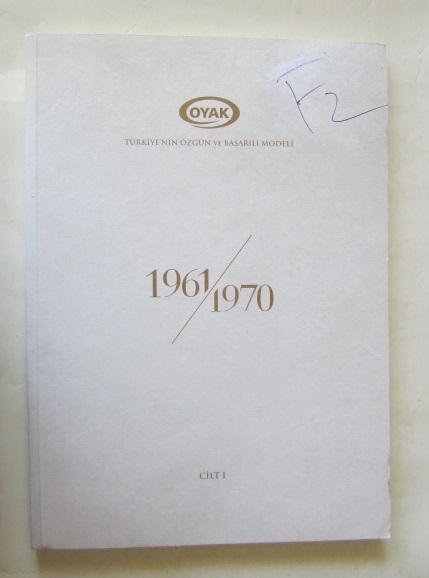 F2
OYAK
TÜRKİYE'NİN ÖZGÜN VE BAŞARILI MODELİ
1961/1970
CİLT I